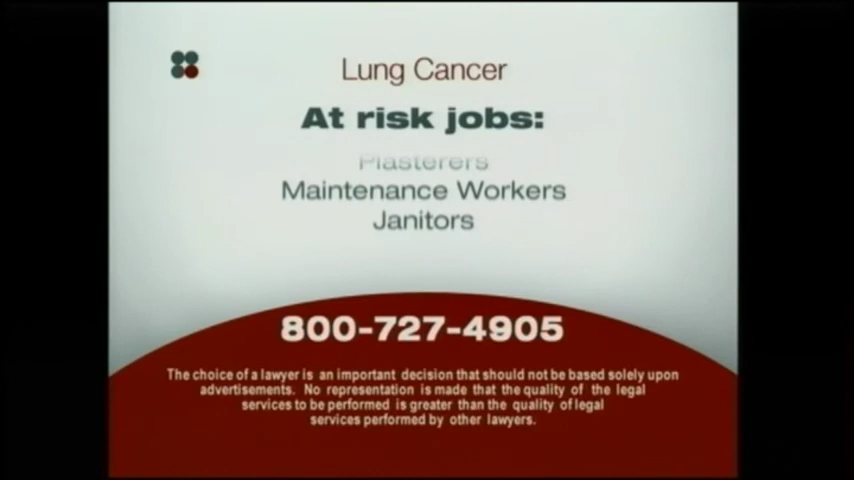 Lung Cancer
At risk jobs:
Plasterers
Maintenance Workers
Janitors
800-727-4905
The choice of a lawyer is an important decision that should not be based solely upon
advertisements. No representation is made that the quality of the legal
services to be performed is greater than the quality of legal
services performed by other lawyers.